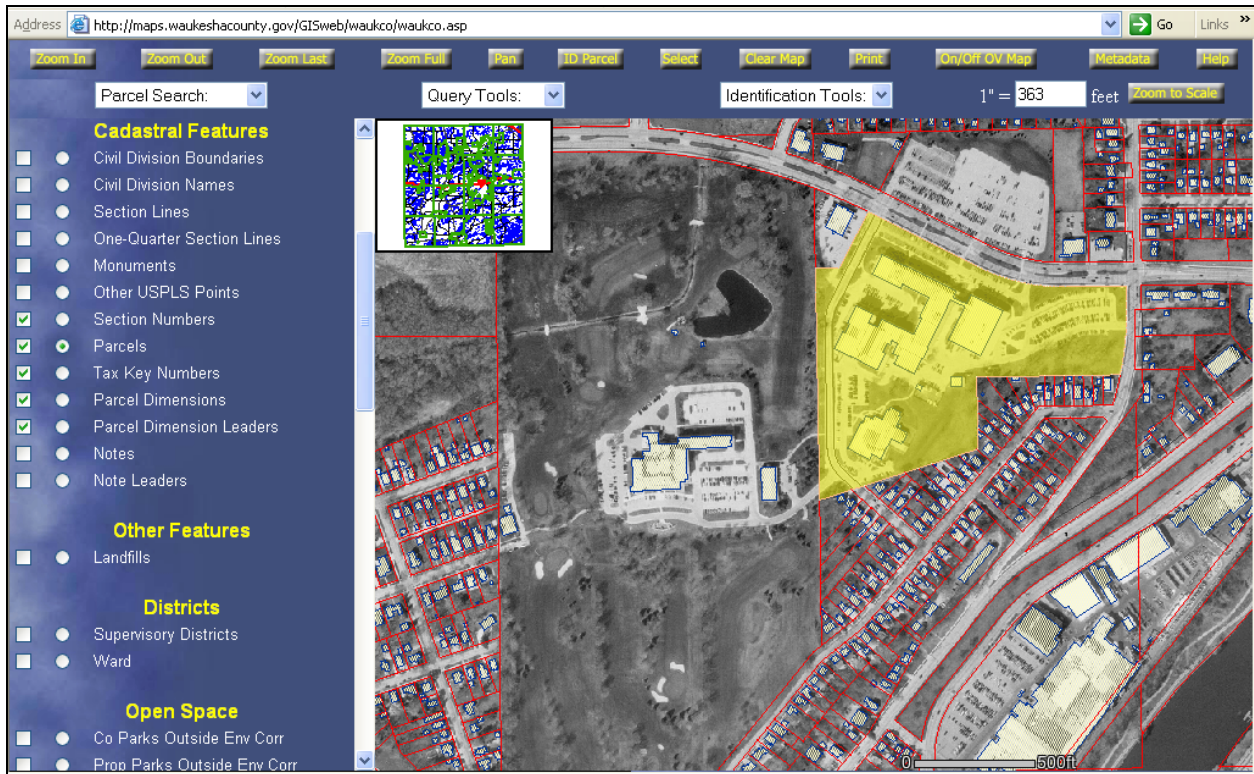 Address http://maps.waukeshacounty.gov/GISweb/waukco/waukco.asp Go Links »
Zoom In Zoom Out Zoom Last Zoom Full Pan ID Parcel Select Clear Map Print On/Off OV Map Metadata Help
Parcel Search: Query Tools: Identification Tools: 1" = 363 feet Zoom to Scale
Cadastral Features
Civil Division Boundaries
Civil Division Names
Section Lines
One-Quarter Section Lines
Monuments
Other USPLS Points
Section Numbers
Parcels
Tax Key Numbers
Parcel Dimensions
Parcel Dimension Leaders
Notes
Note Leaders
Other Features
Landfills
Districts
Supervisory Districts
Ward
Open Space
Co Parks Outside Env Corr
Prop Parks Outside Env Corr
0 500ft